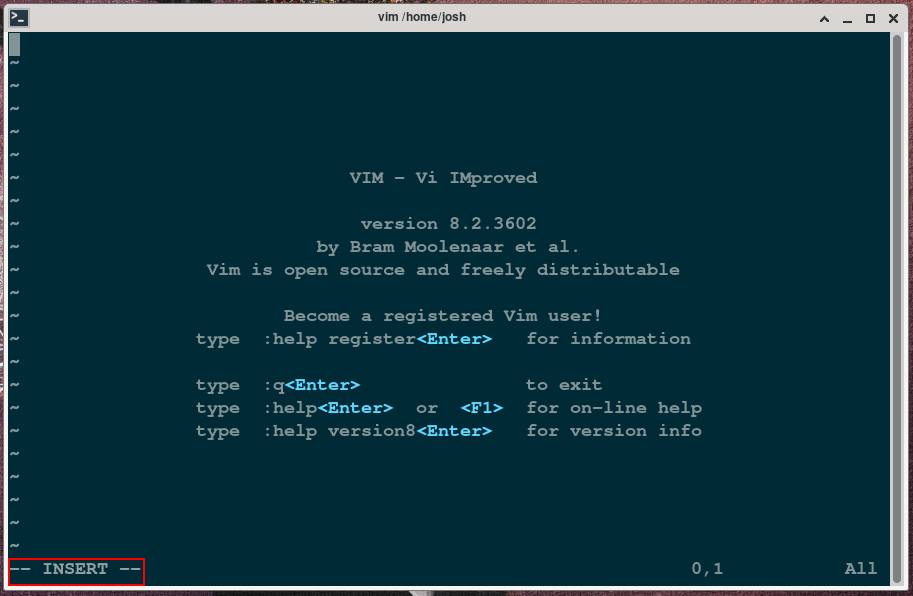 vim /home/josh
~
~
~
~
~
~ VIM - Vi IMproved
~
~ version 8.2.3602
~ by Bram Moolenaar et al.
~ Vim is open source and freely distributable
~
~ Become a registered Vim user!
~ type  :help register<Enter>   for information
~
~ type  :q<Enter>               to exit
~ type  :help<Enter>  or  <F1>  for on-line help
~ type  :help version8<Enter>   for version info
~
~
~
~
~
-- INSERT -- 0,1 All